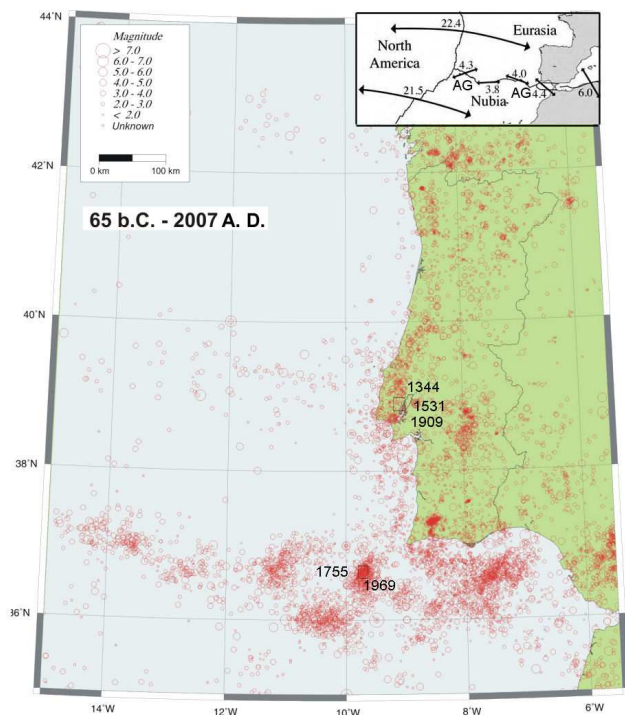 44˚N
42˚N
40˚N
38˚N
36˚N
Magnitude
> 7.0
6.0 - 7.0
5.0 - 6.0
4.0 - 5.0
3.0 - 4.0
2.0 - 3.0
< 2.0
Unknown
0 km 100 km
65 b.C. - 2007 A. D.
22.4
Eurasia
North
America
4.3
AG
4.0
3.8
AG
21.5
Nubia
4.4
6.0
1344
1531
1909
1755
1969
14˚W 12˚W 10˚W 8˚W 6˚W